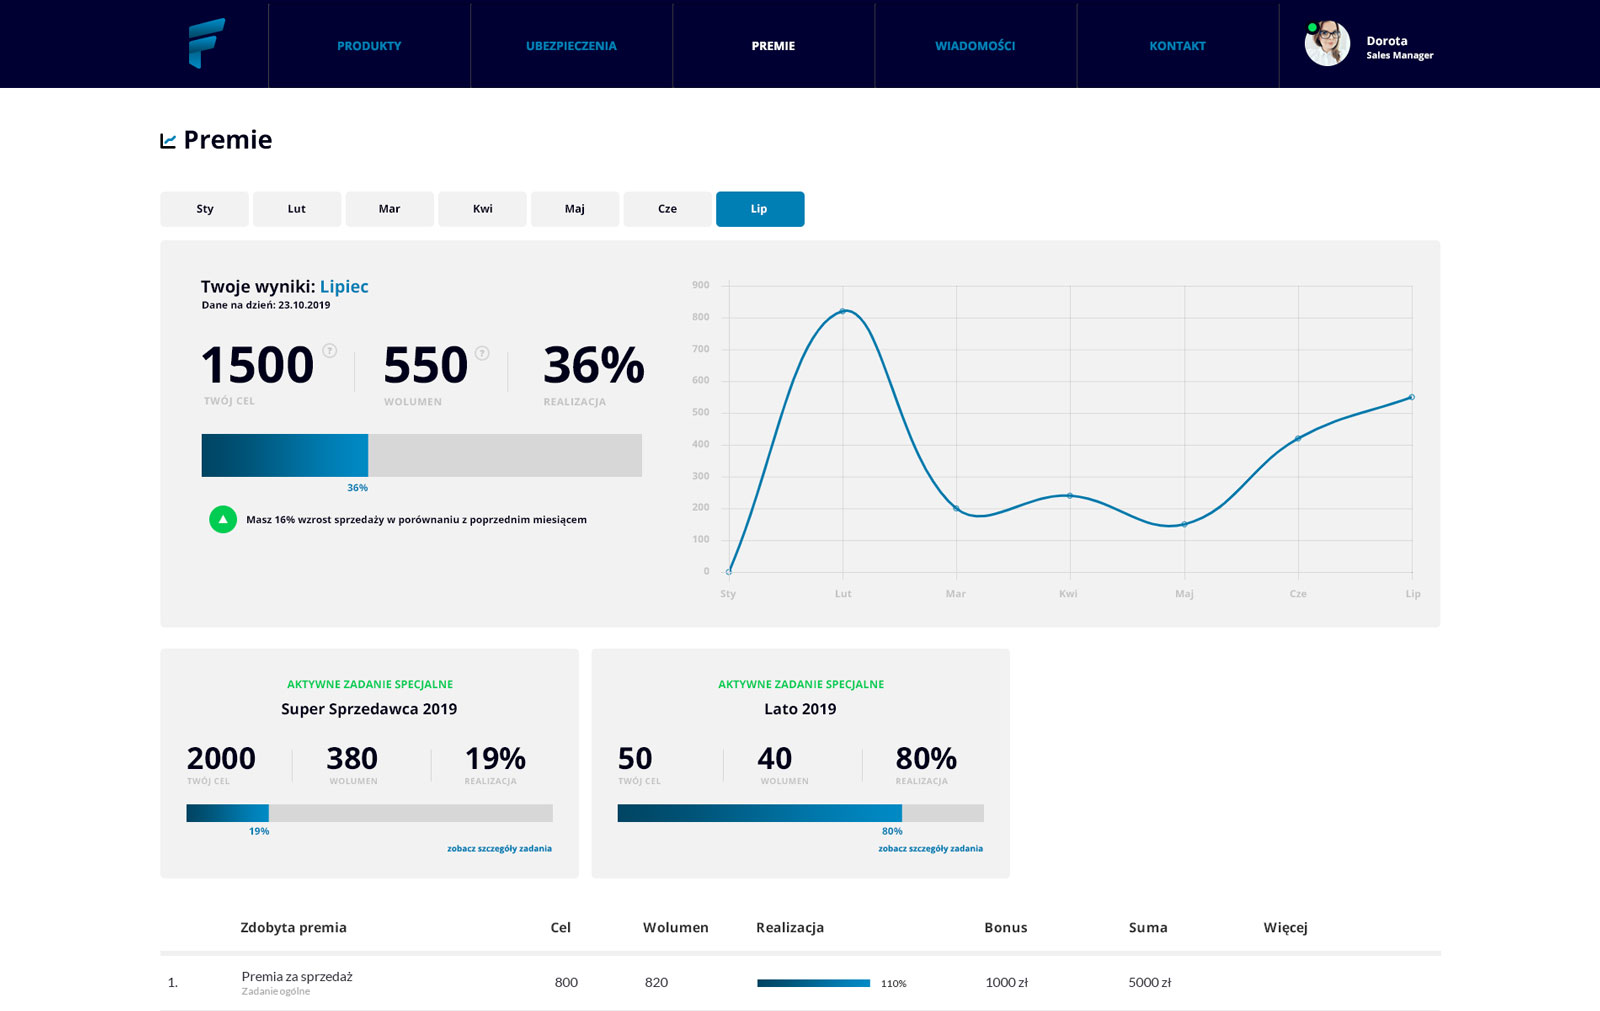 PRODUKTY UBEZPIECZENIA PREMIE WIADOMOŚCI KONTAKT
Dorota
Sales Manager
Premie
Sty Lut Mar Kwi Maj Cze Lip
Twoje wyniki: Lipiec
Dane na dzień: 23.10.2019
1500 ? 550 ? 36%
TWÓJ CEL WOLUMEN REALIZACJA
36%
Masz 16% wzrost sprzedaży w porównaniu z poprzednim miesiącem
900
800
700
600
500
400
300
200
100
0
Sty Lut Mar Kwi Maj Cze Lip
AKTYWNE ZADANIE SPECJALNE
Super Sprzedawca 2019
2000 380 19%
TWÓJ CEL WOLUMEN REALIZACJA
19%
zobacz szczegóły zadania
AKTYWNE ZADANIE SPECJALNE
Lato 2019
50 40 80%
TWÓJ CEL WOLUMEN REALIZACJA
80%
zobacz szczegóły zadania
Zdobyta premia Cel Wolumen Realizacja Bonus Suma Więcej
1. Premia za sprzedaż 800 820 110% 1000 zł 5000 zł
Zadanie ogólne